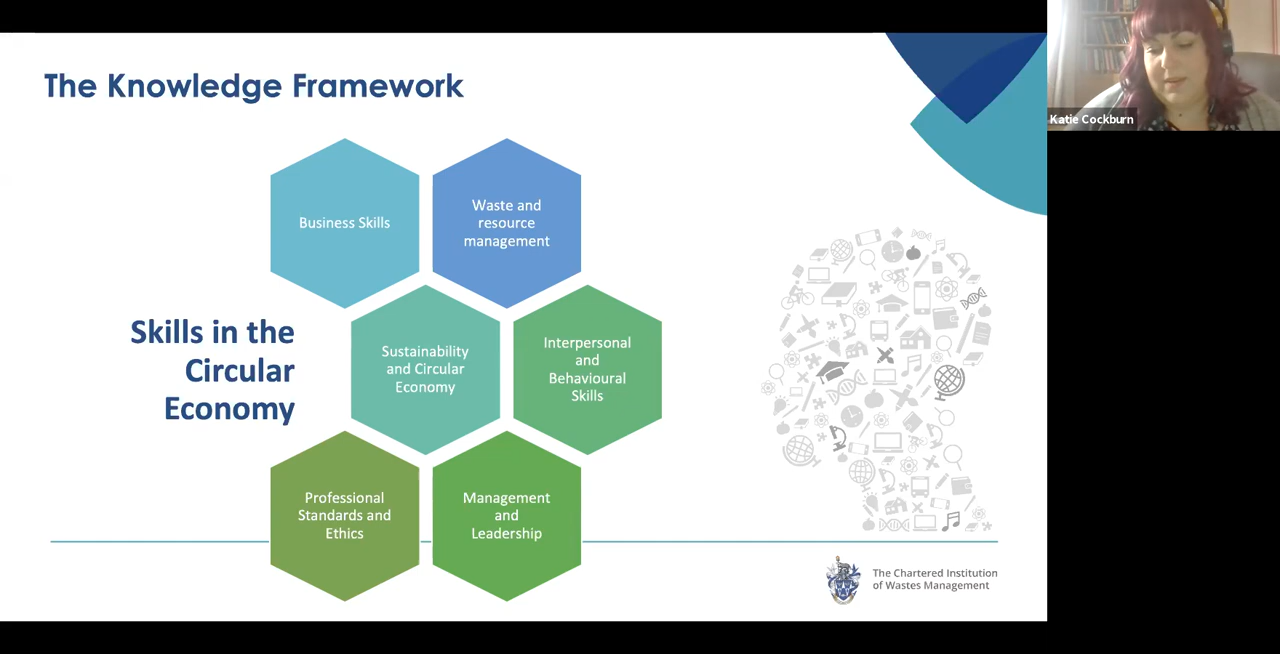 The Knowledge Framework
Katie Cockburn
Business Skills
Waste and
resource
management
Skills in the
Circular
Economy
Sustainability
and Circular
Economy
Interpersonal
and
Behavioural
Skills
Professional
Standards and
Ethics
Management
and
Leadership
The Chartered Institution
of Wastes Management